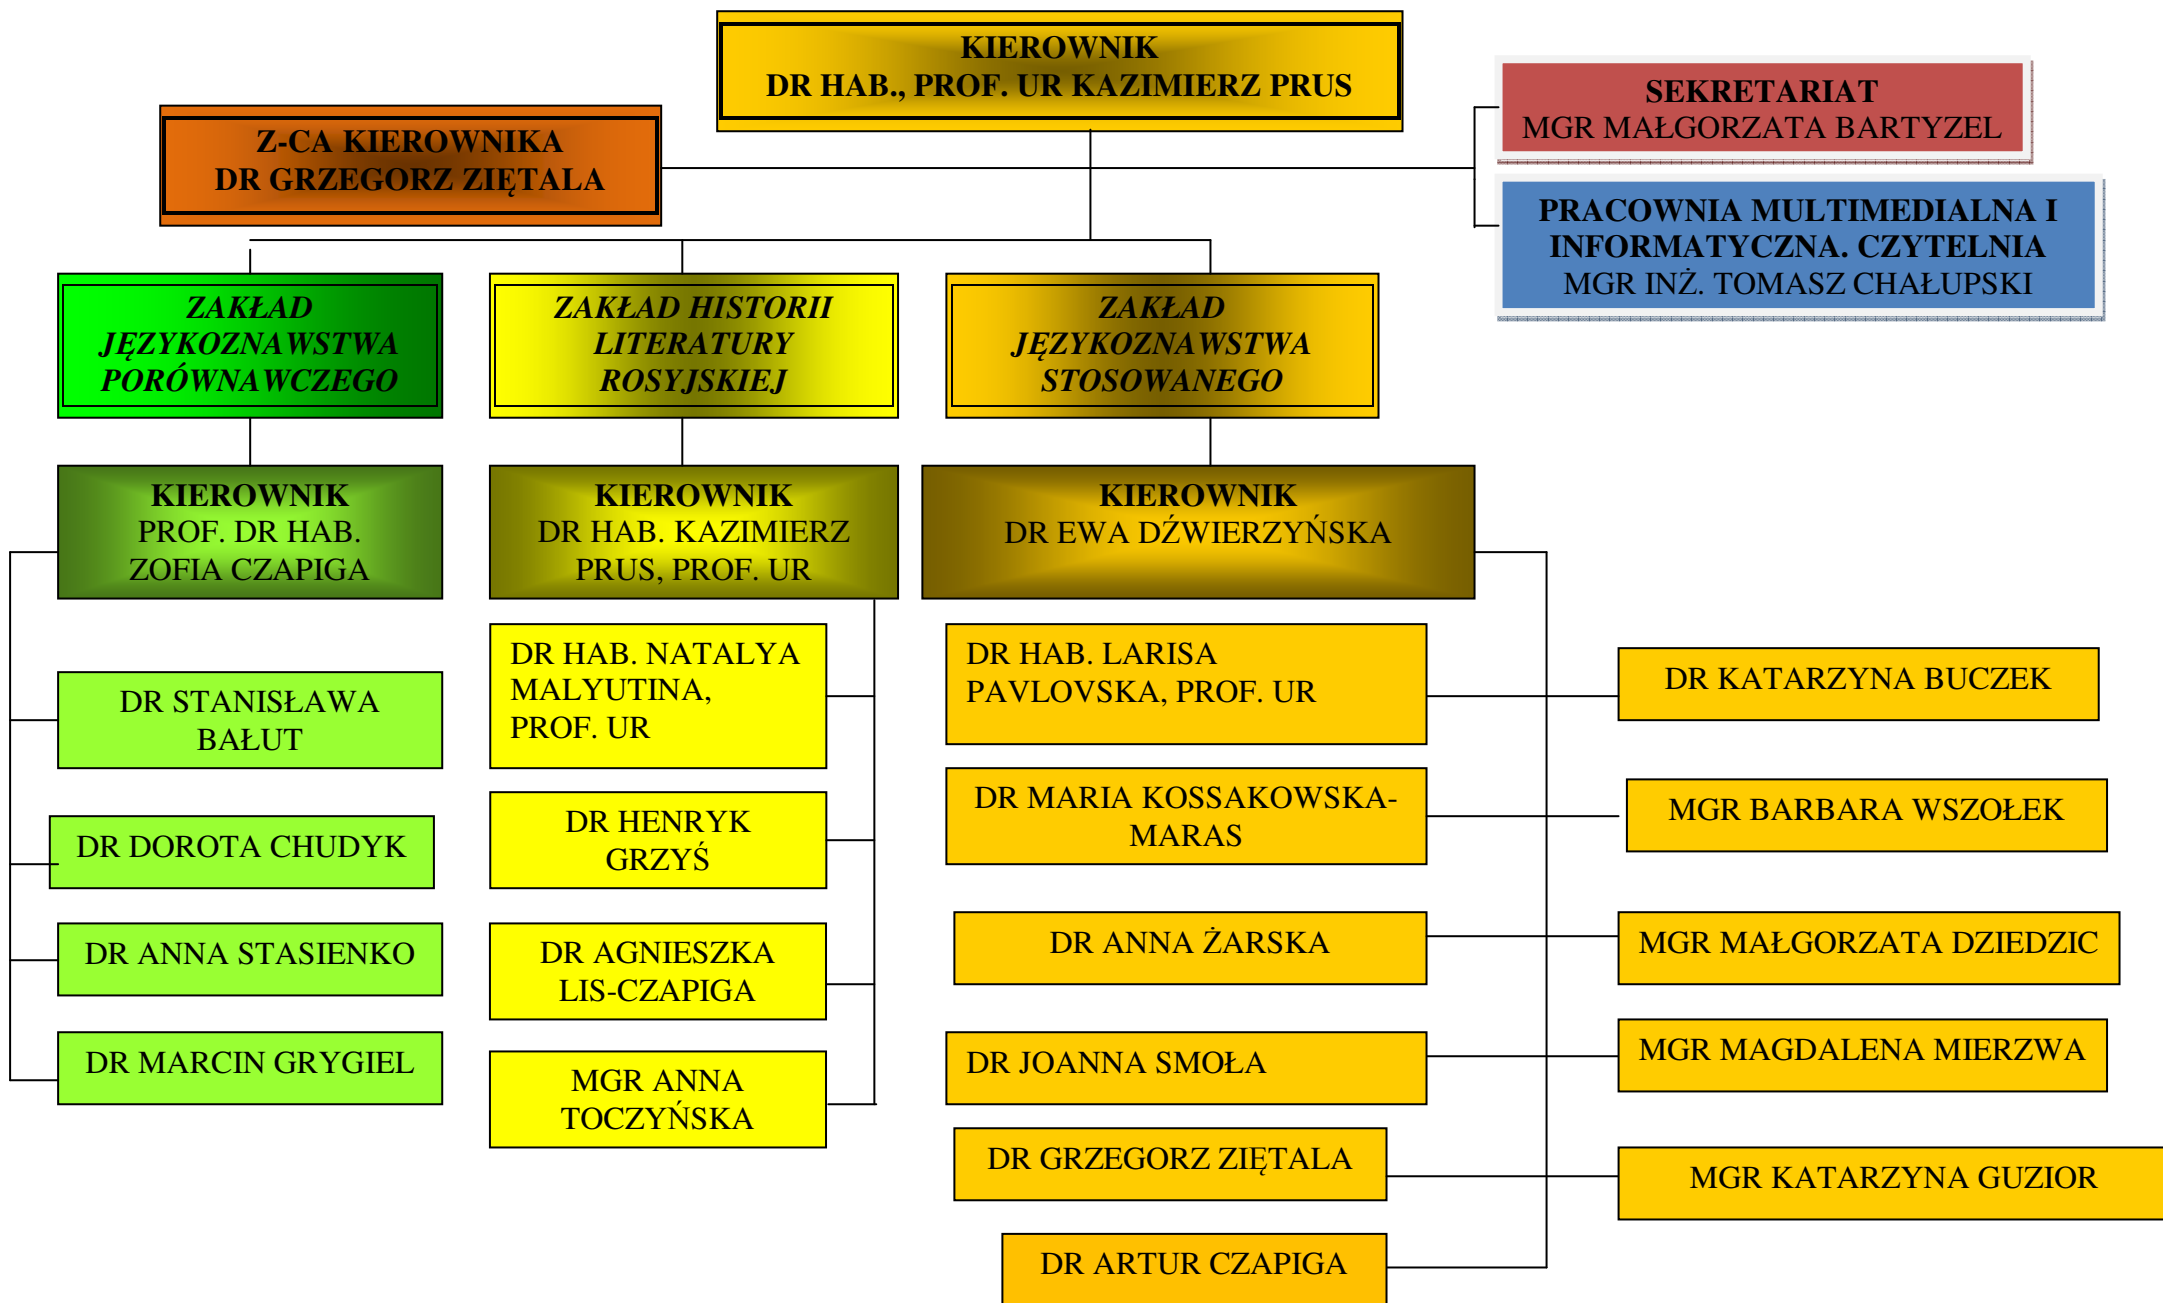 KIEROWNIK
DR HAB., PROF. UR KAZIMIERZ PRUS
Z-CA KIEROWNIKA
DR GRZEGORZ ZIĘTALA
SEKRETARIAT
MGR MAŁGORZATA BARTYZEL
PRACOWNIA MULTIMEDIALNA I
INFORMATYCZNA. CZYTELNIA
MGR INŻ. TOMASZ CHAŁUPSKI
ZAKŁAD
JĘZYKOZNAWSTWA
PORÓWNAWCZEGO
ZAKŁAD HISTORII
LITERATURY
ROSYJSKIEJ
ZAKŁAD
JĘZYKOZNAWSTWA
STOSOWANEGO
KIEROWNIK
PROF. DR HAB.
ZOFIA CZAPIGA
KIEROWNIK
DR HAB. KAZIMIERZ
PRUS, PROF. UR
KIEROWNIK
DR EWA DŹWIERZYŃSKA
DR STANISŁAWA
BAŁUT
DR DOROTA CHUDYK
DR ANNA STASIENKO
DR MARCIN GRYGIEL
DR HAB. NATALYA
MALYUTINA,
PROF. UR
DR HENRYK
GRZYŚ
DR AGNIESZKA
LIS-CZAPIGA
MGR ANNA
TOCZYŃSKA
DR HAB. LARISA
PAVLOVSKA, PROF. UR
DR MARIA KOSSAKOWSKA-
MARAS
DR ANNA ŻARSKA
DR JOANNA SMOŁA
DR GRZEGORZ ZIĘTALA
DR ARTUR CZAPIGA
DR KATARZYNA BUCZEK
MGR BARBARA WSZOŁEK
MGR MAŁGORZATA DZIEDZIC
MGR MAGDALENA MIERZWA
MGR KATARZYNA GUZIOR